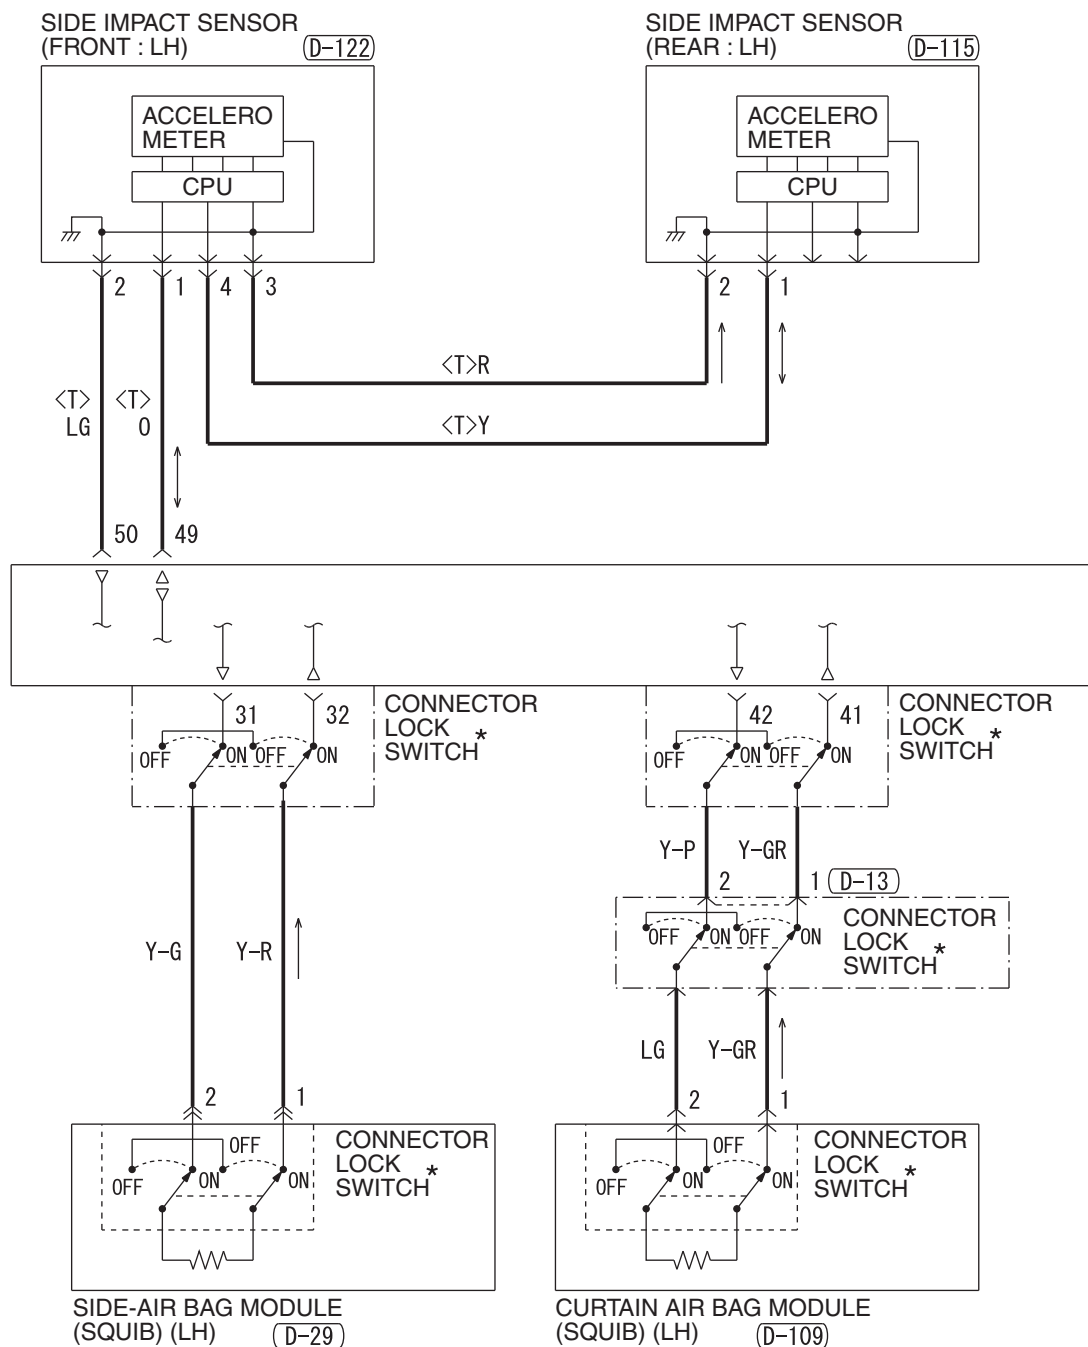 SIDE IMPACT SENSOR
(FRONT : LH)
D-122
ACCELERO
METER
CPU
2
1
4
3
SIDE IMPACT SENSOR
(REAR : LH)
D-115
ACCELERO
METER
CPU
2
1
<T>R
<T>
LG
<T>
O
<T>Y
50
49
31
32
CONNECTOR
LOCK
SWITCH*
OFF
ON
OFF
ON
42
41
CONNECTOR
LOCK
SWITCH*
OFF
ON
OFF
ON
Y-P
Y-GR
2
1
D-13
CONNECTOR
LOCK
SWITCH*
OFF
ON
OFF
ON
Y-G
Y-R
LG
Y-GR
2
1
CONNECTOR
LOCK
SWITCH*
OFF
OFF
ON
ON
SIDE-AIR BAG MODULE
(SQUIB) (LH)
D-29
2
1
CONNECTOR
LOCK
SWITCH*
OFF
OFF
ON
ON
CURTAIN AIR BAG MODULE
(SQUIB) (LH)
D-109